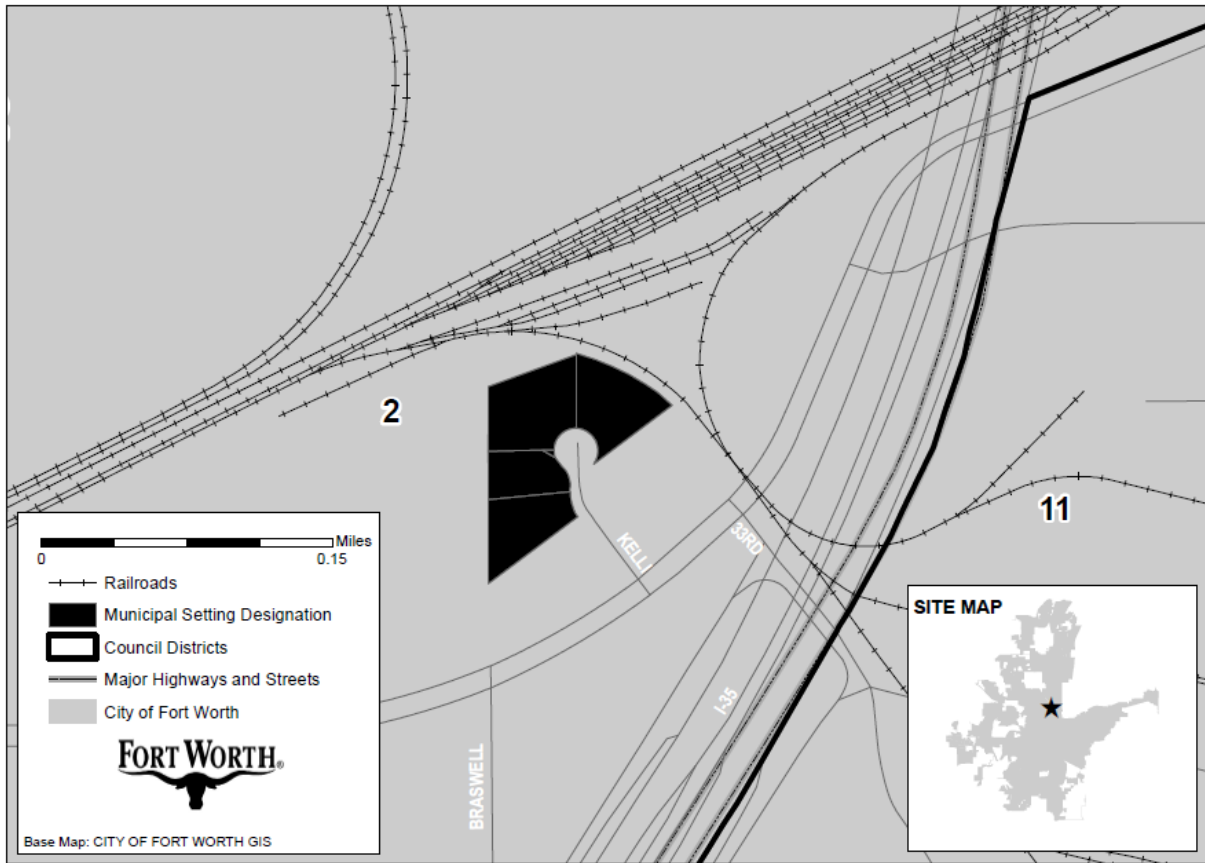 2
11
KELLI
33RD
I-35
BRASWELL
Miles
0 0.15
Railroads
Municipal Setting Designation
Council Districts
Major Highways and Streets
City of Fort Worth
FORT WORTH®
Base Map: CITY OF FORT WORTH GIS
SITE MAP